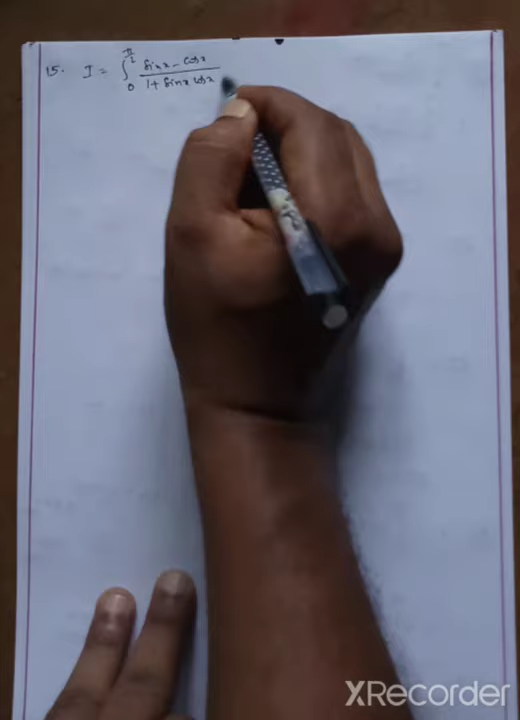 15. I = ∫₀^(π/2) (sin x - cos x)/(1 + sin x cos x)
XRecorder